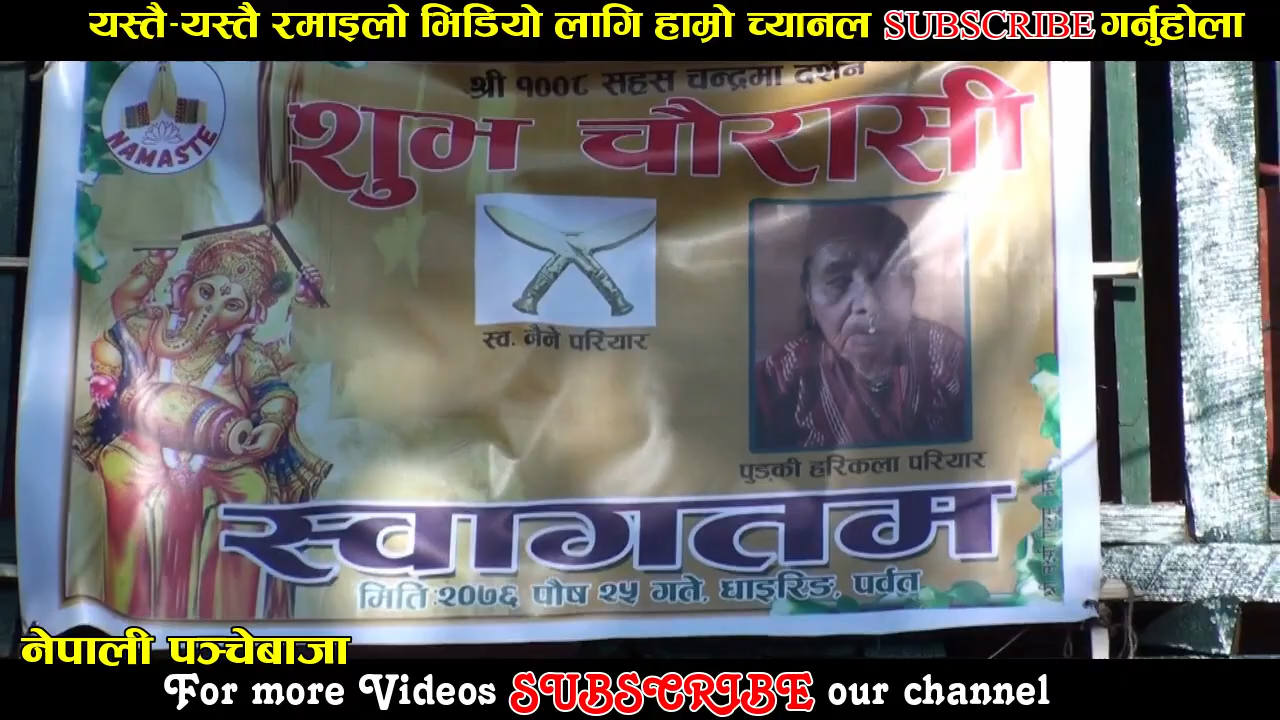 यस्तै-यस्तै रमाइलो भिडियो लागि हाम्रो च्यानल SUBSCRIBE गर्नुहोला
श्री १००८ सहस चन्द्रमा दर्शन
NAMASTE
शुभ चौरासी
स्व. नैने परियार
पुड्की हरिकला परियार
स्वागतम
मिति २०७६ पौष २५ गते, धाइरिङ, पर्वत
नेपाली पञ्चेबाजा
For more Videos SUBSCRIBE our channel